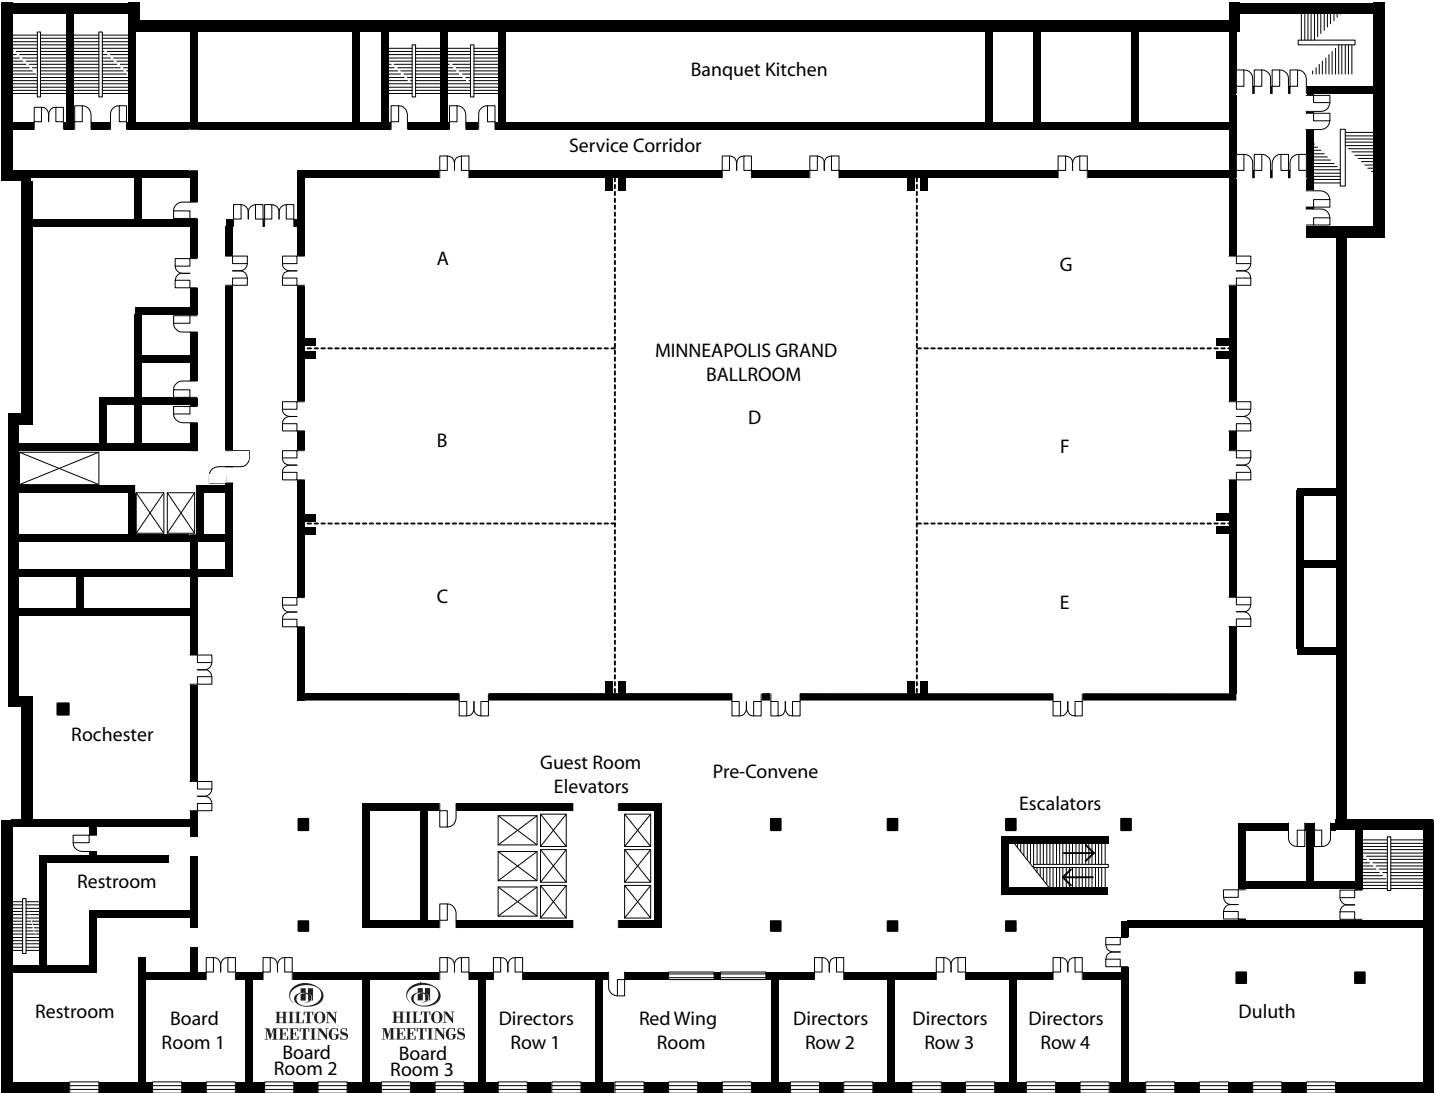 Banquet Kitchen
Service Corridor
A
G
MINNEAPOLIS GRAND
BALLROOM
D
B
F
C
E
Rochester
Guest Room
Elevators
Pre-Convene
Escalators
Restroom
Restroom
Board
Room 1
HILTON
MEETINGS
Board
Room 2
HILTON
MEETINGS
Board
Room 3
Directors
Row 1
Red Wing
Room
Directors
Row 2
Directors
Row 3
Directors
Row 4
Duluth